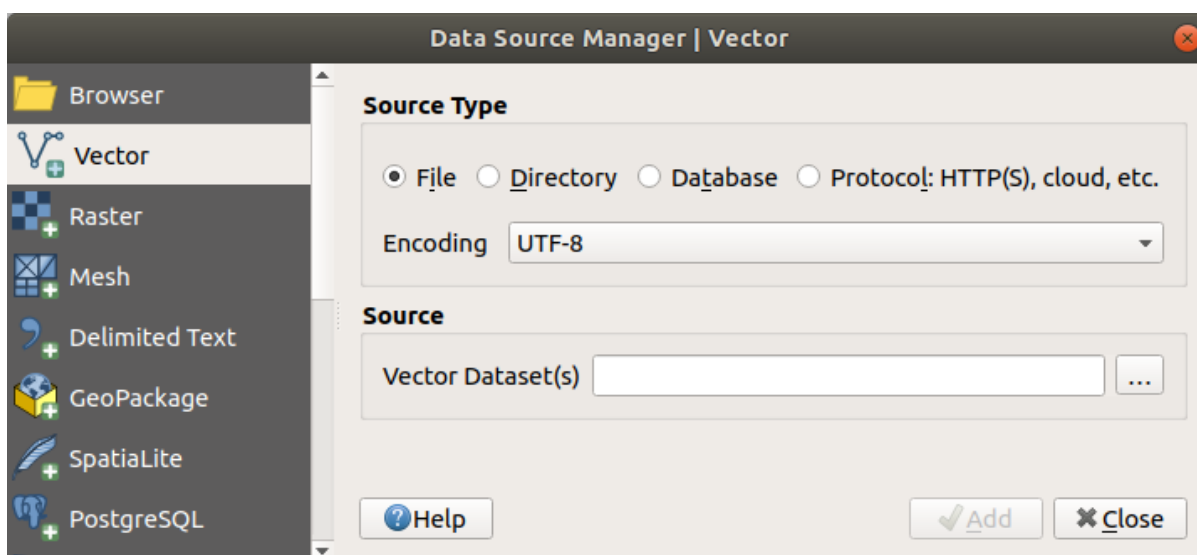 Data Source Manager | Vector
Browser
Vector
Raster
Mesh
Delimited Text
GeoPackage
SpatiaLite
PostgreSQL
Source Type
File Directory Database Protocol: HTTP(S), cloud, etc.
Encoding UTF-8
Source
Vector Dataset(s) ...
Help Add Close